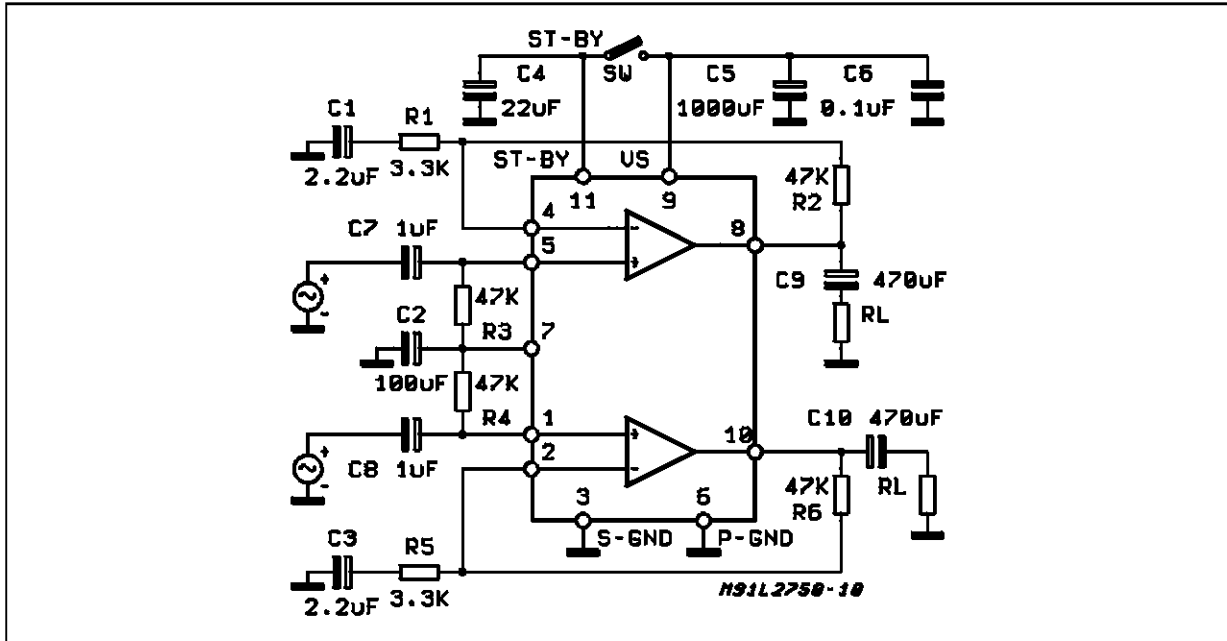 ST-BY
SW
C4
22uF
C5
1000uF
C6
0.1uF
C1
2.2uF
R1
3.3K
ST-BY
VS
11
9
47K
R2
4
8
C7 1uF
5
C9 470uF
47K
R3
C2
100uF
7
RL
47K
R4
1
C10 470uF
10
2
C8 1uF
47K
R6
RL
3
6
S-GND
P-GND
C3
2.2uF
R5
3.3K
M91L2750-10